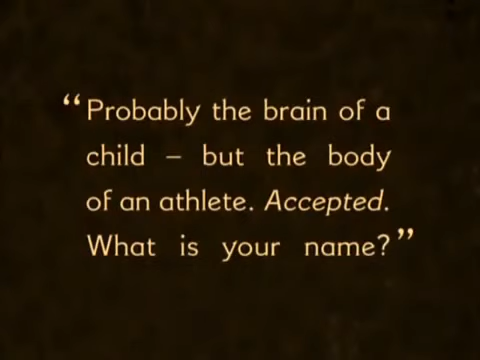 “Probably the brain of a
child – but the body
of an athlete. Accepted.
What is your name?”